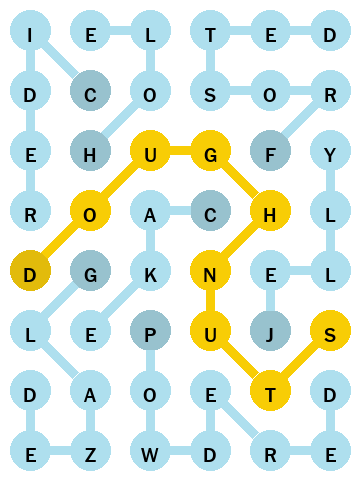 I E L T E D
D C O S O R
E H U G F Y
R O A C H L
D G K N E L
L E P U J S
D A O E T D
E Z W D R E